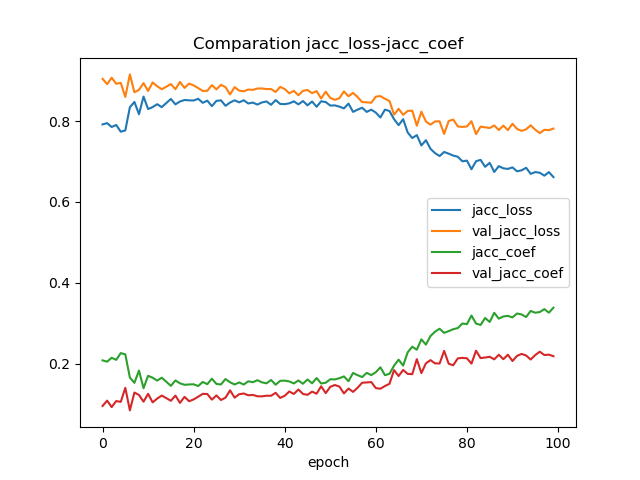 Comparation jacc_loss-jacc_coef
0.8
0.6
0.4
0.2
jacc_loss
val_jacc_loss
jacc_coef
val_jacc_coef
0 20 40 60 80 100
epoch